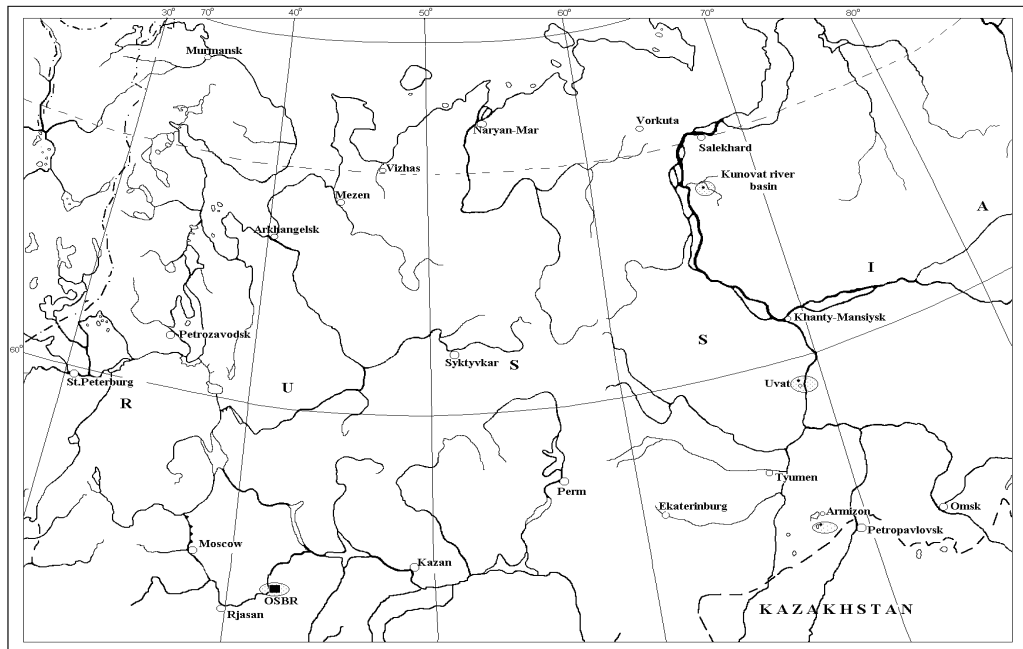 30° 70° 40° 50° 60° 70° 80°
Murmansk
Naryan-Mar
Vorkuta
Salekhard
Vizhas
Kunovat river
basin
Mezen
A
Arkhangelsk
I
Khanty-Mansiysk
Petrozavodsk
S
60°
Syktyvkar
S
St.Peterburg
U
Uvat
R
Tyumen
Perm
Ekaterinburg
Armizon
Omsk
Petropavlovsk
Moscow
Kazan
OSBR
Rjasan
KAZAKHSTAN